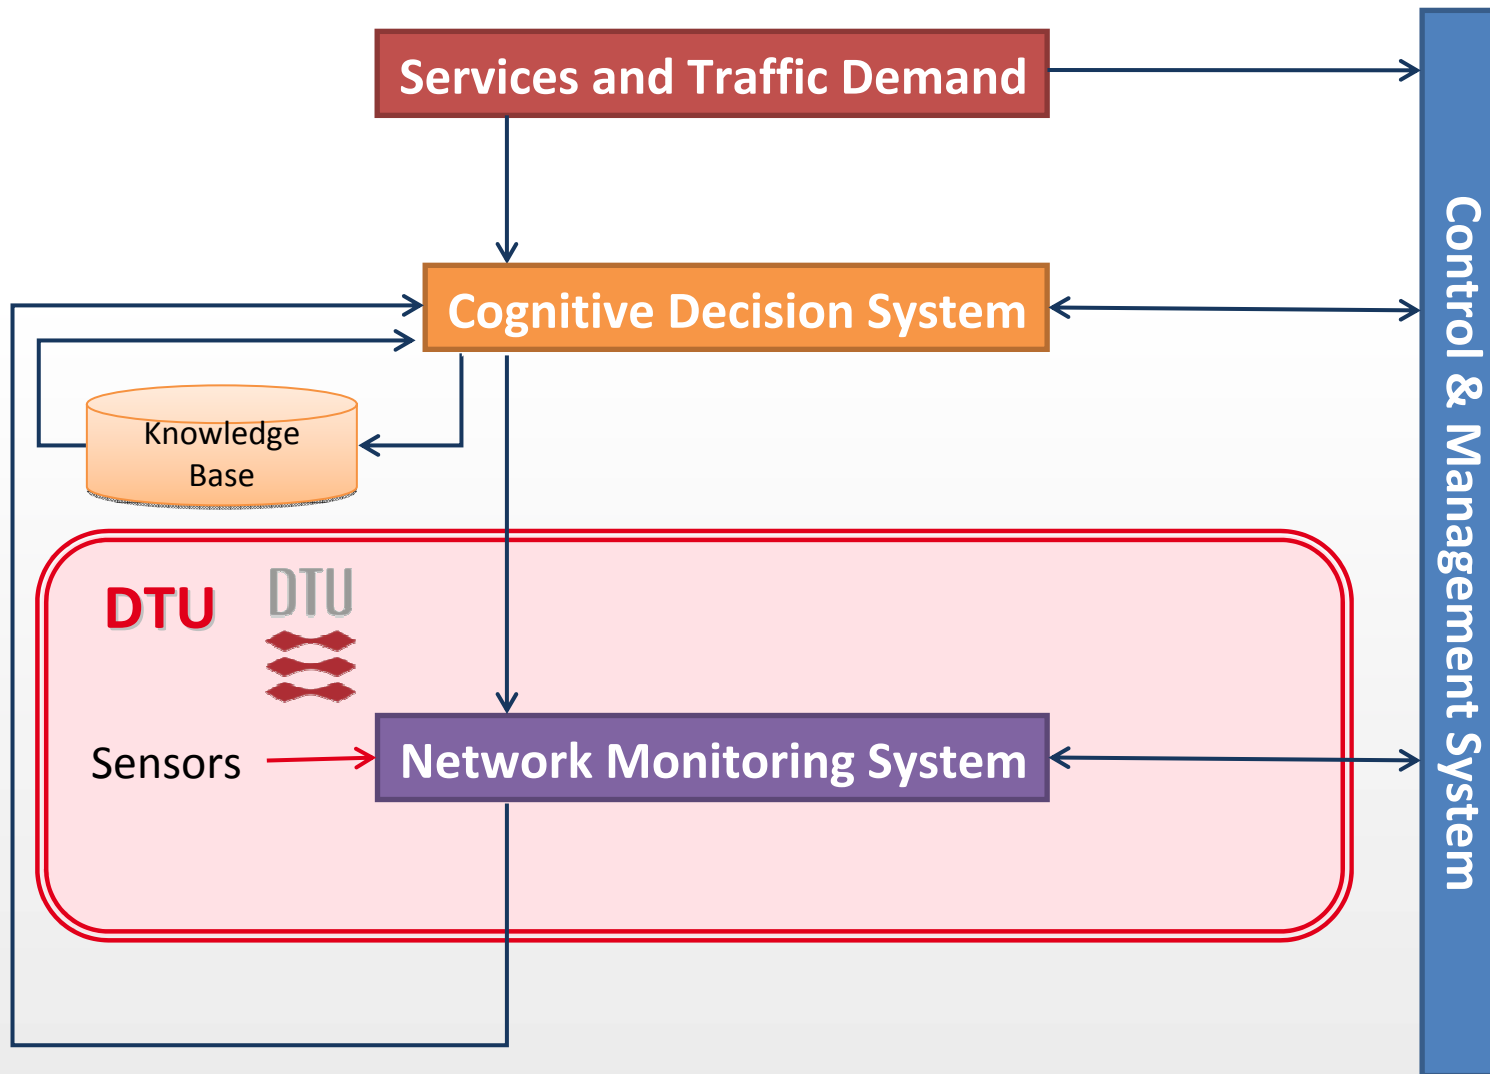 Services and Traffic Demand
Cognitive Decision System
Knowledge
Base
DTU
DTU
Sensors
Network Monitoring System
Control & Management System